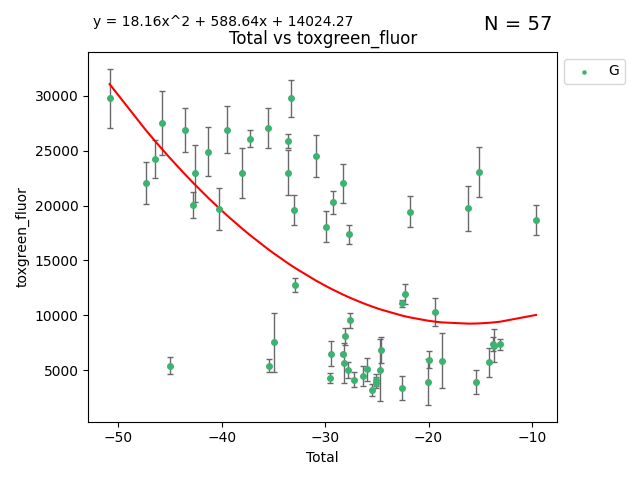 y = 18.16x^2 + 588.64x + 14024.27
N = 57
Total vs toxgreen_fluor
G
30000
25000
20000
15000
10000
5000
toxgreen_fluor
−50
−40
−30
−20
−10
Total